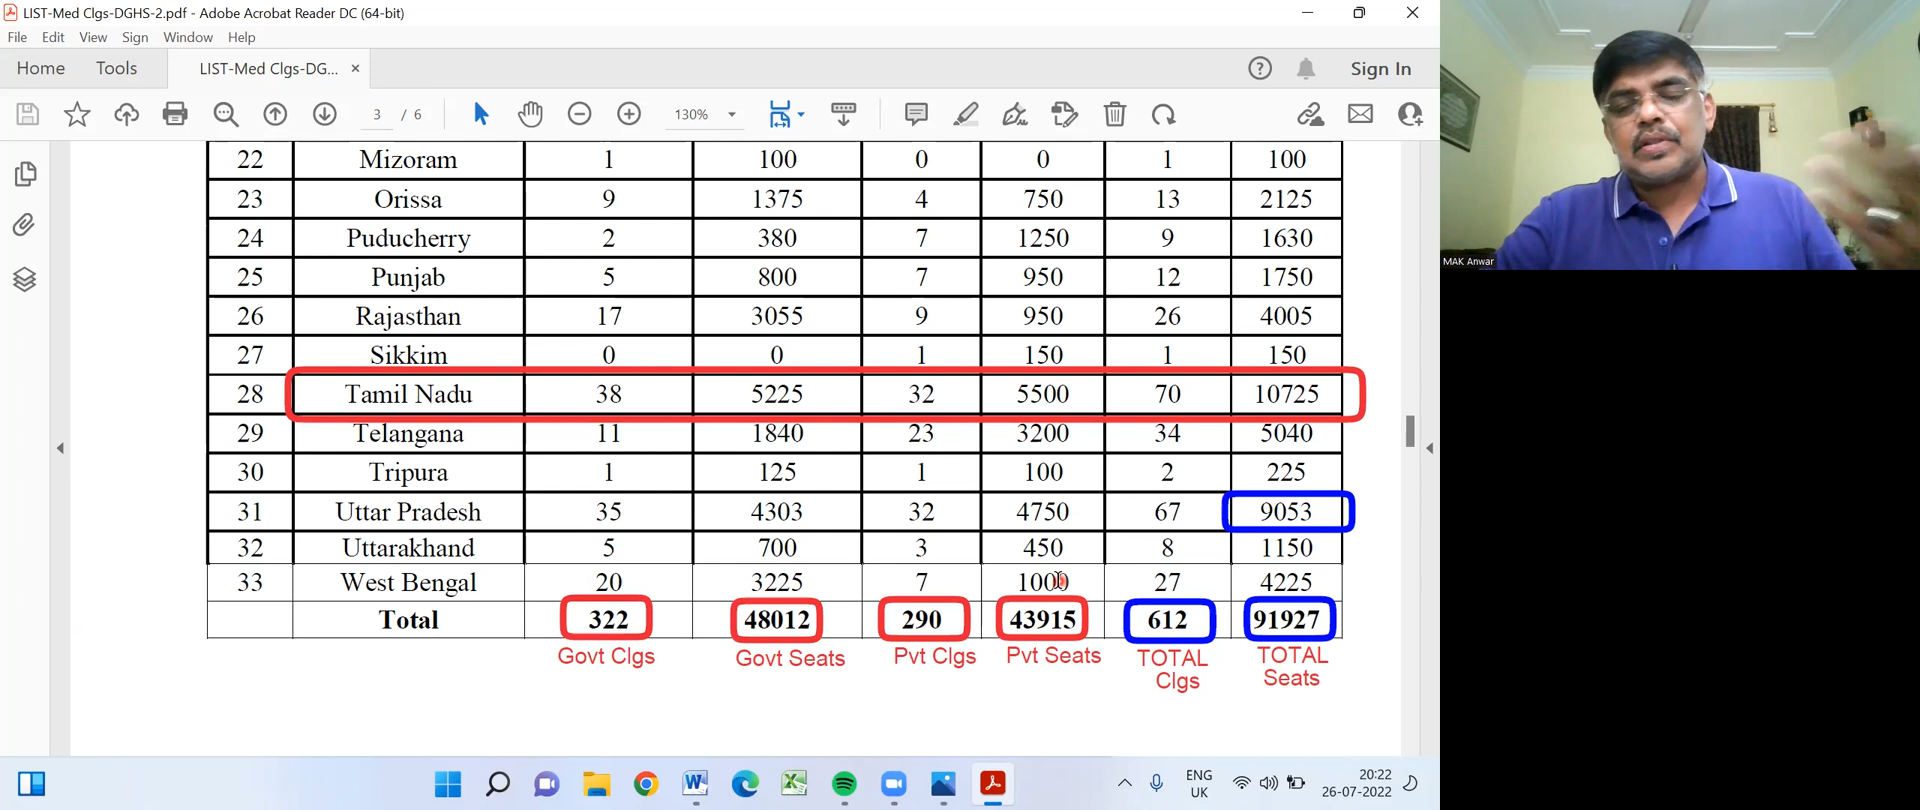 LIST-Med Clgs-DGHS-2.pdf - Adobe Acrobat Reader DC (64-bit)
File Edit View Sign Window Help
Home Tools LIST-Med Clgs-DG... × Sign In
3 / 6 130%
22 Mizoram 1 100 0 0 1 100
23 Orissa 9 1375 4 750 13 2125
24 Puducherry 2 380 7 1250 9 1630
25 Punjab 5 800 7 950 12 1750
26 Rajasthan 17 3055 9 950 26 4005
27 Sikkim 0 0 1 150 1 150
28 Tamil Nadu 38 5225 32 5500 70 10725
29 Telangana 11 1840 23 3200 34 5040
30 Tripura 1 125 1 100 2 225
31 Uttar Pradesh 35 4303 32 4750 67 9053
32 Uttarakhand 5 700 3 450 8 1150
33 West Bengal 20 3225 7 1000 27 4225
Total 322 48012 290 43915 612 91927
Govt Clgs Govt Seats Pvt Clgs Pvt Seats TOTAL Clgs TOTAL Seats
MAK Anwar
ENG
UK
20:22
26-07-2022